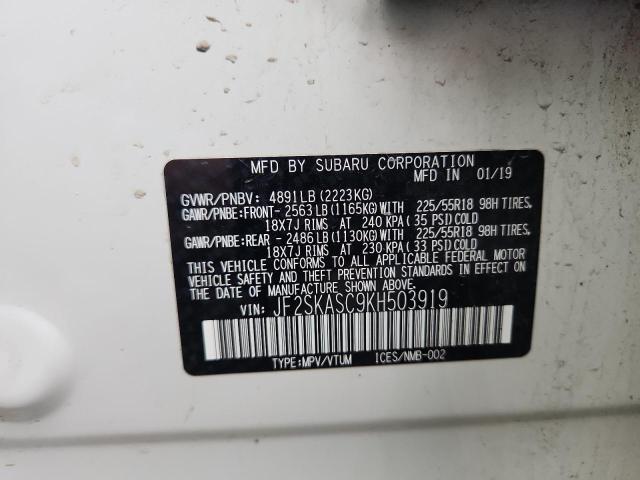 MFD BY SUBARU CORPORATION
MFD IN 01/19
GVWR/PNBV: 4891LB (2223KG)
GAWR/PNBE:FRONT- 2563LB (1165KG)WITH 225/55R18 98H TIRES,
18X7J RIMS AT 240 KPA (35 PSI) COLD
GAWR/PNBE:REAR - 2486LB (1130KG)WITH 225/55R18 98H TIRES,
18X7J RIMS AT 230 KPA (33 PSI) COLD
THIS VEHICLE CONFORMS TO ALL APPLICABLE FEDERAL MOTOR
VEHICLE SAFETY AND THEFT PREVENTION STANDARDS IN EFFECT
ON THE DATE OF MANUFACTURE SHOWN ABOVE.
VIN: JF2SKASC9KH503919
TYPE:MPV/VTUM ICES/NMB-002